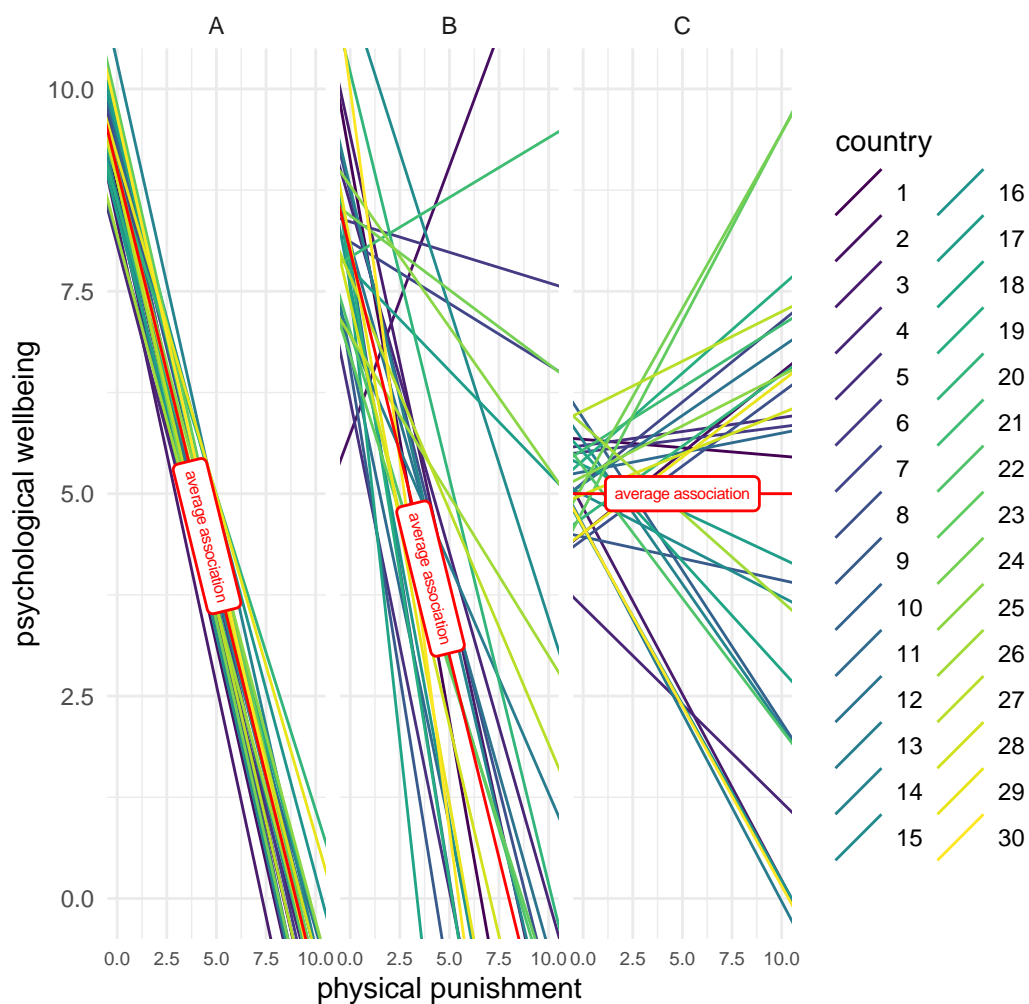 A B C
psychological wellbeing
10.0
7.5
5.0
2.5
0.0
average association
average association
average association
0.0 2.5 5.0 7.5 10.0 0.0 2.5 5.0 7.5 10.0 0.0 2.5 5.0 7.5 10.0
physical punishment
country
1 16
2 17
3 18
4 19
5 20
6 21
7 22
8 23
9 24
10 25
11 26
12 27
13 28
14 29
15 30